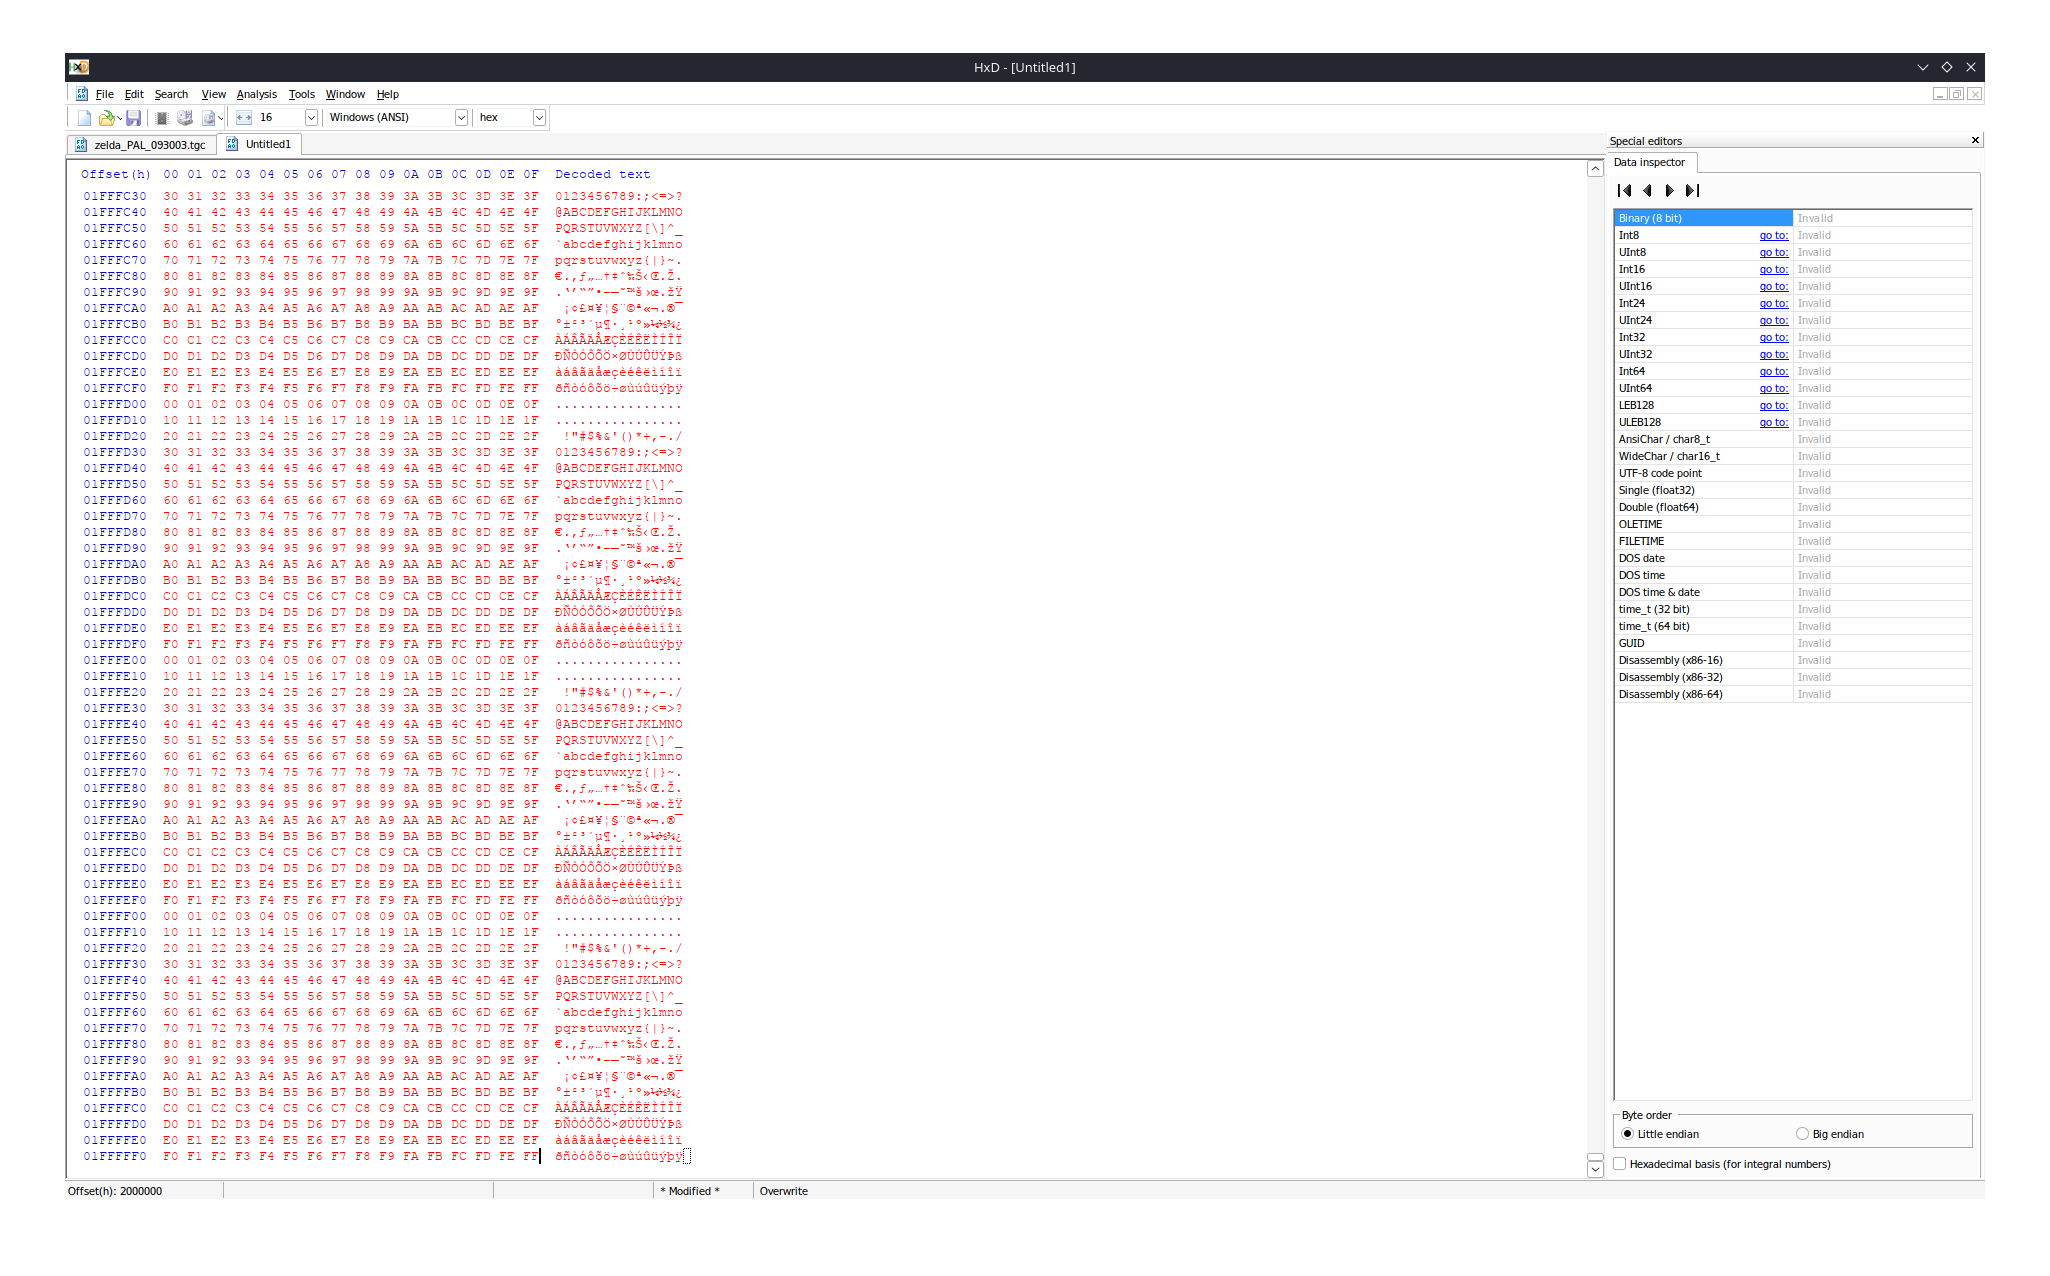 HxD - [Untitled1]
File Edit Search View Analysis Tools Window Help
16 Windows (ANSI) hex
zelda_PAL_093003.tgc Untitled1
Offset(h) 00 01 02 03 04 05 06 07 08 09 0A 0B 0C 0D 0E 0F Decoded text
01FFFC30 30 31 32 33 34 35 36 37 38 39 3A 3B 3C 3D 3E 3F 0123456789:;<=>?
01FFFC40 40 41 42 43 44 45 46 47 48 49 4A 4B 4C 4D 4E 4F @ABCDEFGHIJKLMNO
01FFFC50 50 51 52 53 54 55 56 57 58 59 5A 5B 5C 5D 5E 5F PQRSTUVWXYZ[\]^_
01FFFC60 60 61 62 63 64 65 66 67 68 69 6A 6B 6C 6D 6E 6F `abcdefghijklmno
01FFFC70 70 71 72 73 74 75 76 77 78 79 7A 7B 7C 7D 7E 7F pqrstuvwxyz{|}~.
01FFFC80 80 81 82 83 84 85 86 87 88 89 8A 8B 8C 8D 8E 8F €.‚ƒ„…†‡ˆ‰Š‹Œ.Ž.
01FFFC90 90 91 92 93 94 95 96 97 98 99 9A 9B 9C 9D 9E 9F .‘’“”•–—˜™š›œ.žŸ
01FFFCA0 A0 A1 A2 A3 A4 A5 A6 A7 A8 A9 AA AB AC AD AE AF  ¡¢£¤¥¦§¨©ª«¬.®¯
01FFFCB0 B0 B1 B2 B3 B4 B5 B6 B7 B8 B9 BA BB BC BD BE BF °±²³´µ¶·¸¹º»¼½¾¿
01FFFCC0 C0 C1 C2 C3 C4 C5 C6 C7 C8 C9 CA CB CC CD CE CF ÀÁÂÃÄÅÆÇÈÉÊËÌÍÎÏ
01FFFCD0 D0 D1 D2 D3 D4 D5 D6 D7 D8 D9 DA DB DC DD DE DF ÐÑÒÓÔÕÖ×ØÙÚÛÜÝÞß
01FFFCE0 E0 E1 E2 E3 E4 E5 E6 E7 E8 E9 EA EB EC ED EE EF àáâãäåæçèéêëìíîï
01FFFCF0 F0 F1 F2 F3 F4 F5 F6 F7 F8 F9 FA FB FC FD FE FF ðñòóôõö÷øùúûüýþÿ
01FFFD00 00 01 02 03 04 05 06 07 08 09 0A 0B 0C 0D 0E 0F ................
01FFFD10 10 11 12 13 14 15 16 17 18 19 1A 1B 1C 1D 1E 1F ................
01FFFD20 20 21 22 23 24 25 26 27 28 29 2A 2B 2C 2D 2E 2F  !"#$%&'()*+,-./
01FFFD30 30 31 32 33 34 35 36 37 38 39 3A 3B 3C 3D 3E 3F 0123456789:;<=>?
01FFFD40 40 41 42 43 44 45 46 47 48 49 4A 4B 4C 4D 4E 4F @ABCDEFGHIJKLMNO
01FFFD50 50 51 52 53 54 55 56 57 58 59 5A 5B 5C 5D 5E 5F PQRSTUVWXYZ[\]^_
01FFFD60 60 61 62 63 64 65 66 67 68 69 6A 6B 6C 6D 6E 6F `abcdefghijklmno
01FFFD70 70 71 72 73 74 75 76 77 78 79 7A 7B 7C 7D 7E 7F pqrstuvwxyz{|}~.
01FFFD80 80 81 82 83 84 85 86 87 88 89 8A 8B 8C 8D 8E 8F €.‚ƒ„…†‡ˆ‰Š‹Œ.Ž.
01FFFD90 90 91 92 93 94 95 96 97 98 99 9A 9B 9C 9D 9E 9F .‘’“”•–—˜™š›œ.žŸ
01FFFDA0 A0 A1 A2 A3 A4 A5 A6 A7 A8 A9 AA AB AC AD AE AF  ¡¢£¤¥¦§¨©ª«¬.®¯
01FFFDB0 B0 B1 B2 B3 B4 B5 B6 B7 B8 B9 BA BB BC BD BE BF °±²³´µ¶·¸¹º»¼½¾¿
01FFFDC0 C0 C1 C2 C3 C4 C5 C6 C7 C8 C9 CA CB CC CD CE CF ÀÁÂÃÄÅÆÇÈÉÊËÌÍÎÏ
01FFFDD0 D0 D1 D2 D3 D4 D5 D6 D7 D8 D9 DA DB DC DD DE DF ÐÑÒÓÔÕÖ×ØÙÚÛÜÝÞß
01FFFDE0 E0 E1 E2 E3 E4 E5 E6 E7 E8 E9 EA EB EC ED EE EF àáâãäåæçèéêëìíîï
01FFFDF0 F0 F1 F2 F3 F4 F5 F6 F7 F8 F9 FA FB FC FD FE FF ðñòóôõö÷øùúûüýþÿ
01FFFE00 00 01 02 03 04 05 06 07 08 09 0A 0B 0C 0D 0E 0F ................
01FFFE10 10 11 12 13 14 15 16 17 18 19 1A 1B 1C 1D 1E 1F ................
01FFFE20 20 21 22 23 24 25 26 27 28 29 2A 2B 2C 2D 2E 2F  !"#$%&'()*+,-./
01FFFE30 30 31 32 33 34 35 36 37 38 39 3A 3B 3C 3D 3E 3F 0123456789:;<=>?
01FFFE40 40 41 42 43 44 45 46 47 48 49 4A 4B 4C 4D 4E 4F @ABCDEFGHIJKLMNO
01FFFE50 50 51 52 53 54 55 56 57 58 59 5A 5B 5C 5D 5E 5F PQRSTUVWXYZ[\]^_
01FFFE60 60 61 62 63 64 65 66 67 68 69 6A 6B 6C 6D 6E 6F `abcdefghijklmno
01FFFE70 70 71 72 73 74 75 76 77 78 79 7A 7B 7C 7D 7E 7F pqrstuvwxyz{|}~.
01FFFE80 80 81 82 83 84 85 86 87 88 89 8A 8B 8C 8D 8E 8F €.‚ƒ„…†‡ˆ‰Š‹Œ.Ž.
01FFFE90 90 91 92 93 94 95 96 97 98 99 9A 9B 9C 9D 9E 9F .‘’“”•–—˜™š›œ.žŸ
01FFFEA0 A0 A1 A2 A3 A4 A5 A6 A7 A8 A9 AA AB AC AD AE AF  ¡¢£¤¥¦§¨©ª«¬.®¯
01FFFEB0 B0 B1 B2 B3 B4 B5 B6 B7 B8 B9 BA BB BC BD BE BF °±²³´µ¶·¸¹º»¼½¾¿
01FFFEC0 C0 C1 C2 C3 C4 C5 C6 C7 C8 C9 CA CB CC CD CE CF ÀÁÂÃÄÅÆÇÈÉÊËÌÍÎÏ
01FFFED0 D0 D1 D2 D3 D4 D5 D6 D7 D8 D9 DA DB DC DD DE DF ÐÑÒÓÔÕÖ×ØÙÚÛÜÝÞß
01FFFEE0 E0 E1 E2 E3 E4 E5 E6 E7 E8 E9 EA EB EC ED EE EF àáâãäåæçèéêëìíîï
01FFFEF0 F0 F1 F2 F3 F4 F5 F6 F7 F8 F9 FA FB FC FD FE FF ðñòóôõö÷øùúûüýþÿ
01FFFF00 00 01 02 03 04 05 06 07 08 09 0A 0B 0C 0D 0E 0F ................
01FFFF10 10 11 12 13 14 15 16 17 18 19 1A 1B 1C 1D 1E 1F ................
01FFFF20 20 21 22 23 24 25 26 27 28 29 2A 2B 2C 2D 2E 2F  !"#$%&'()*+,-./
01FFFF30 30 31 32 33 34 35 36 37 38 39 3A 3B 3C 3D 3E 3F 0123456789:;<=>?
01FFFF40 40 41 42 43 44 45 46 47 48 49 4A 4B 4C 4D 4E 4F @ABCDEFGHIJKLMNO
01FFFF50 50 51 52 53 54 55 56 57 58 59 5A 5B 5C 5D 5E 5F PQRSTUVWXYZ[\]^_
01FFFF60 60 61 62 63 64 65 66 67 68 69 6A 6B 6C 6D 6E 6F `abcdefghijklmno
01FFFF70 70 71 72 73 74 75 76 77 78 79 7A 7B 7C 7D 7E 7F pqrstuvwxyz{|}~.
01FFFF80 80 81 82 83 84 85 86 87 88 89 8A 8B 8C 8D 8E 8F €.‚ƒ„…†‡ˆ‰Š‹Œ.Ž.
01FFFF90 90 91 92 93 94 95 96 97 98 99 9A 9B 9C 9D 9E 9F .‘’“”•–—˜™š›œ.žŸ
01FFFFA0 A0 A1 A2 A3 A4 A5 A6 A7 A8 A9 AA AB AC AD AE AF  ¡¢£¤¥¦§¨©ª«¬.®¯
01FFFFB0 B0 B1 B2 B3 B4 B5 B6 B7 B8 B9 BA BB BC BD BE BF °±²³´µ¶·¸¹º»¼½¾¿
01FFFFC0 C0 C1 C2 C3 C4 C5 C6 C7 C8 C9 CA CB CC CD CE CF ÀÁÂÃÄÅÆÇÈÉÊËÌÍÎÏ
01FFFFD0 D0 D1 D2 D3 D4 D5 D6 D7 D8 D9 DA DB DC DD DE DF ÐÑÒÓÔÕÖ×ØÙÚÛÜÝÞß
01FFFFE0 E0 E1 E2 E3 E4 E5 E6 E7 E8 E9 EA EB EC ED EE EF àáâãäåæçèéêëìíîï
01FFFFF0 F0 F1 F2 F3 F4 F5 F6 F7 F8 F9 FA FB FC FD FE FF ðñòóôõö÷øùúûüýþÿ
Special editors
Data inspector
Binary (8 bit) Invalid
Int8 go to: Invalid
UInt8 go to: Invalid
Int16 go to: Invalid
UInt16 go to: Invalid
Int24 go to: Invalid
UInt24 go to: Invalid
Int32 go to: Invalid
UInt32 go to: Invalid
Int64 go to: Invalid
UInt64 go to: Invalid
LEB128 go to: Invalid
ULEB128 go to: Invalid
AnsiChar / char8_t Invalid
WideChar / char16_t Invalid
UTF-8 code point Invalid
Single (float32) Invalid
Double (float64) Invalid
OLETIME Invalid
FILETIME Invalid
DOS date Invalid
DOS time Invalid
DOS time & date Invalid
time_t (32 bit) Invalid
time_t (64 bit) Invalid
GUID Invalid
Disassembly (x86-16) Invalid
Disassembly (x86-32) Invalid
Disassembly (x86-64) Invalid
Byte order
Little endian Big endian
Hexadecimal basis (for integral numbers)
Offset(h): 2000000 * Modified * Overwrite